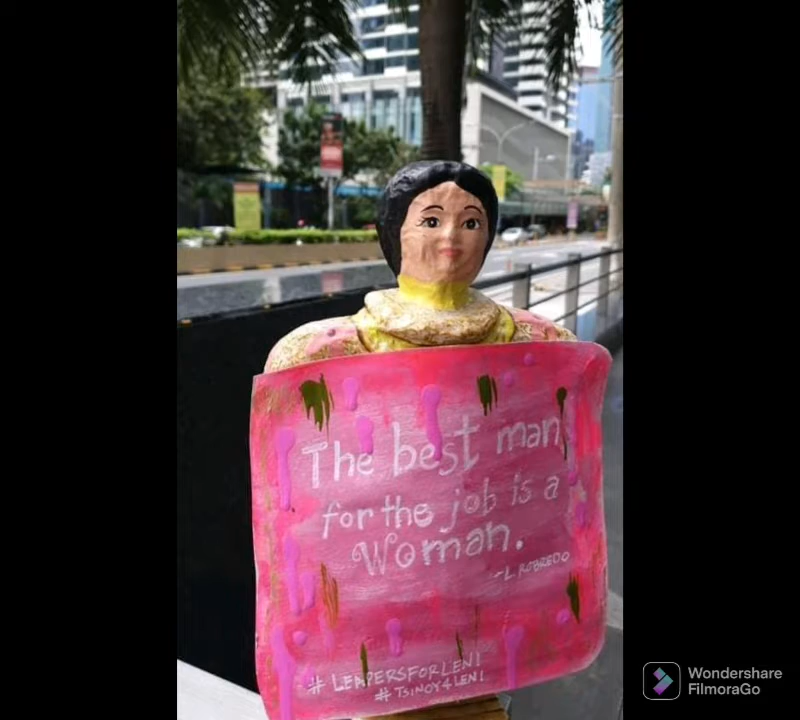 The best man
for the job is a
Woman.
-L ROBREDO
# LEAPERSFORLENI
# TSINOY4LENI
Wondershare
FilmoraGo